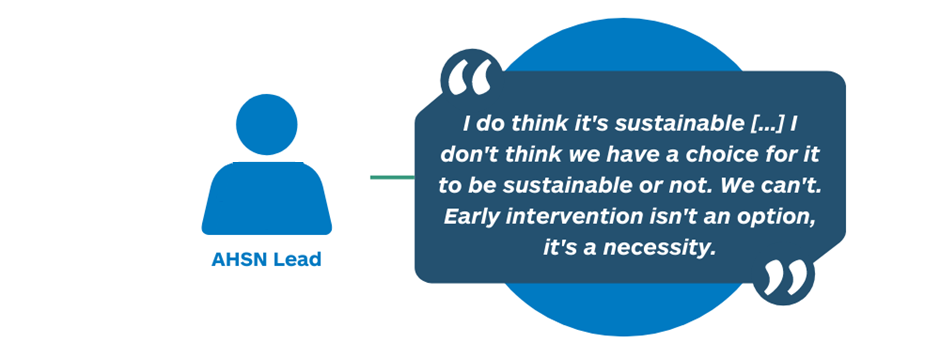 I do think it's sustainable [...] I
don't think we have a choice for it
to be sustainable or not. We can't.
Early intervention isn't an option,
it's a necessity.
AHSN Lead